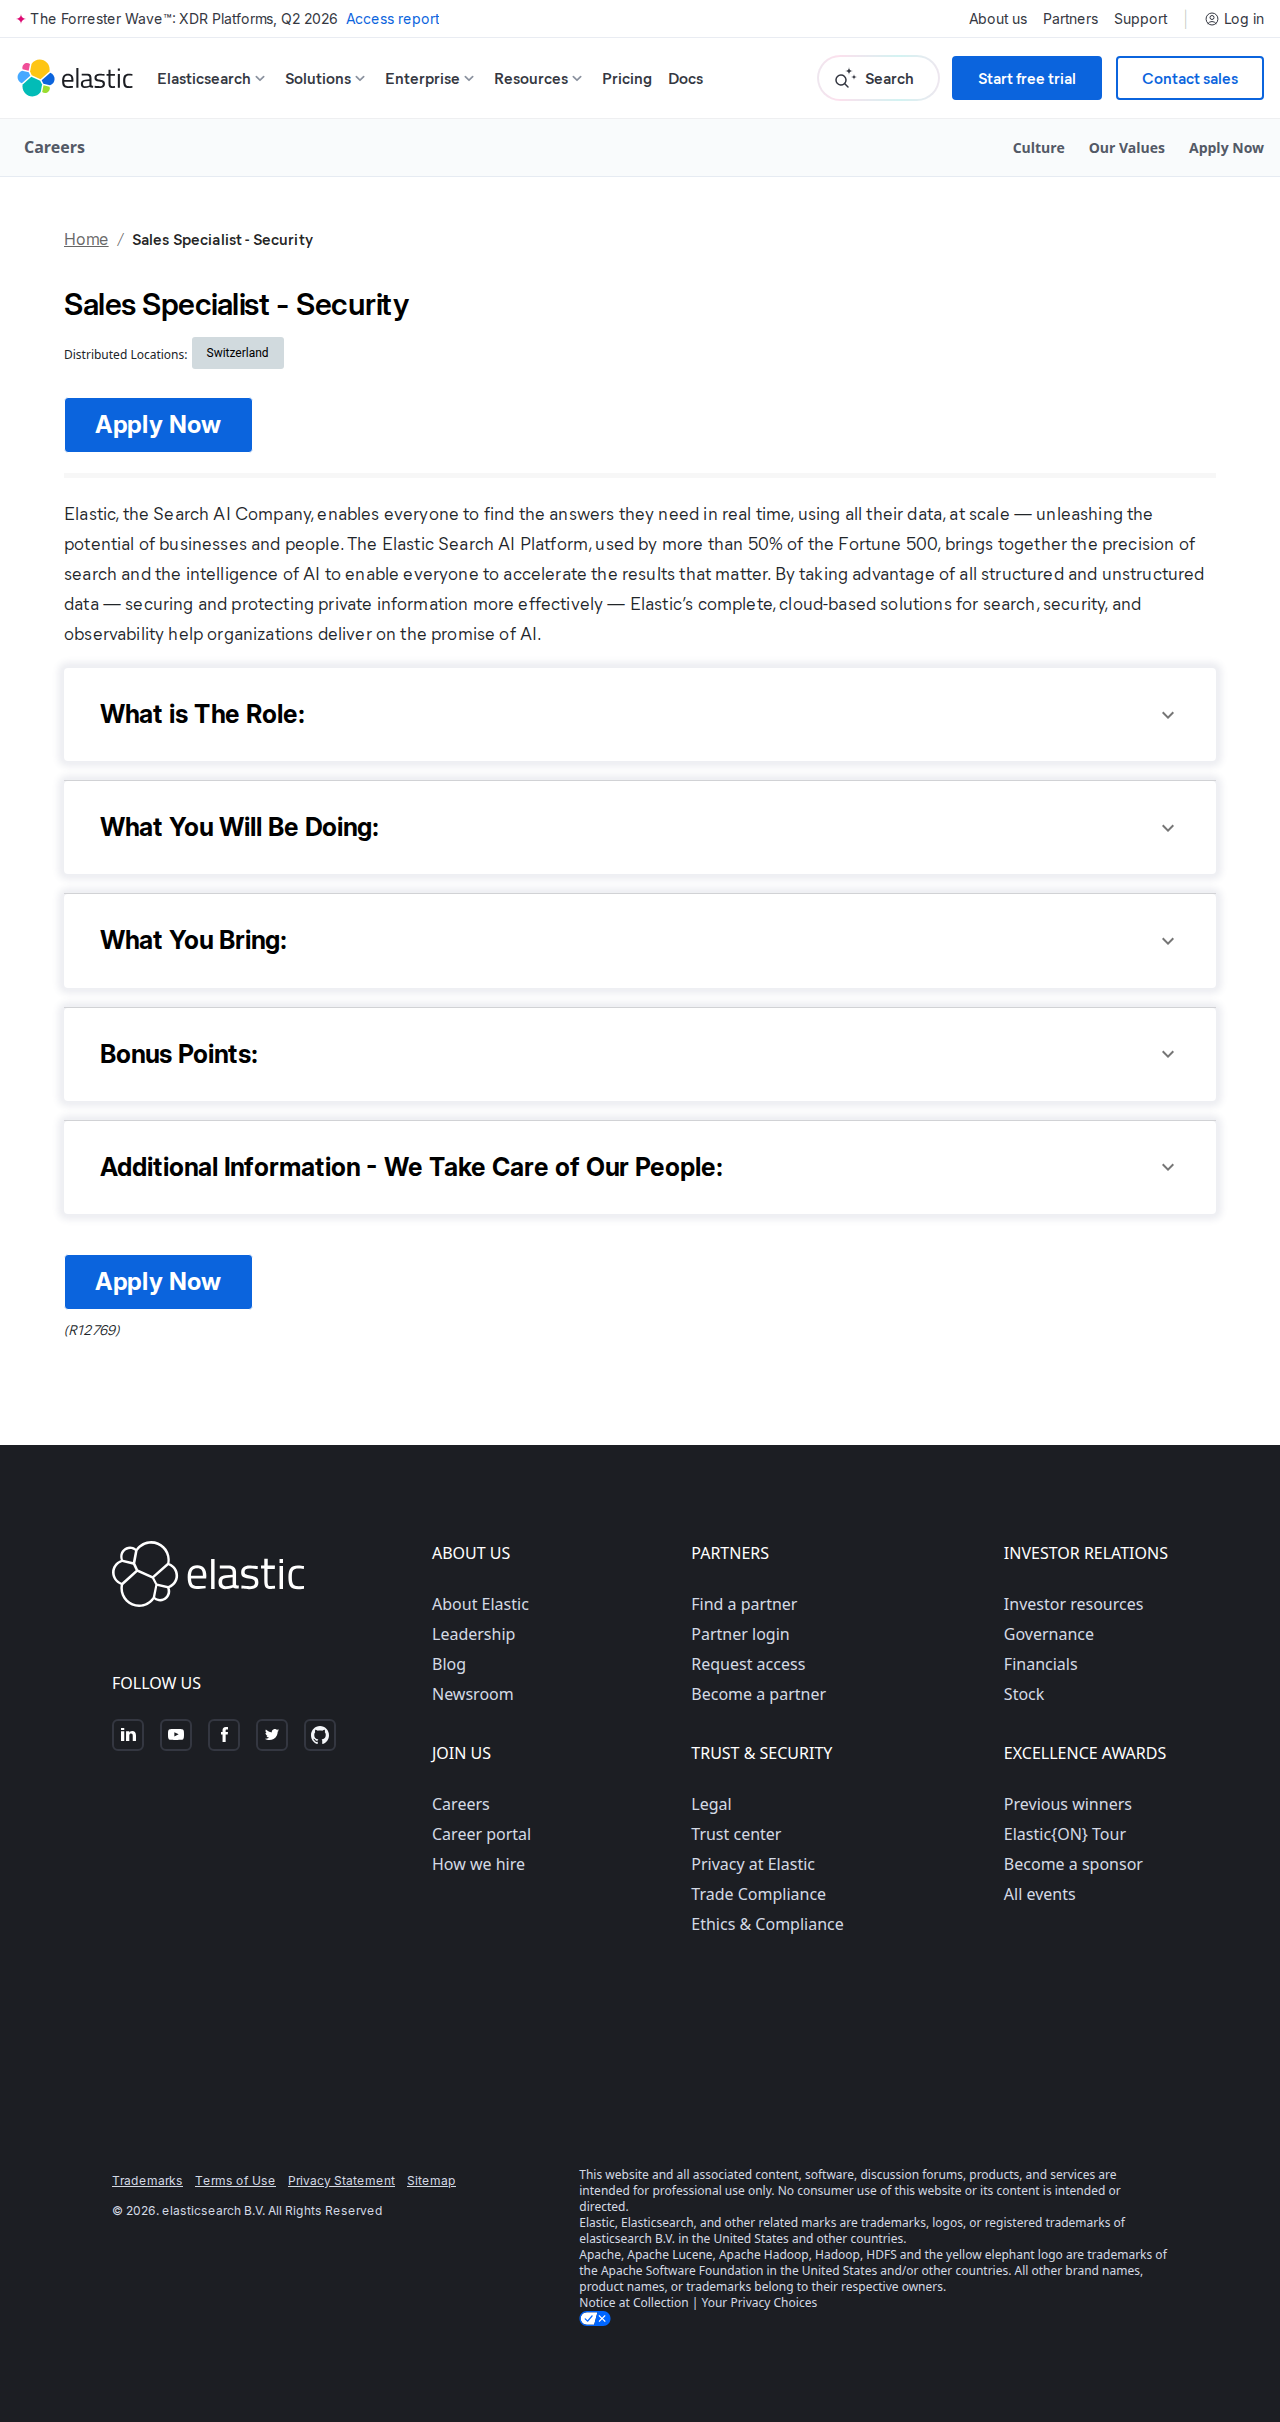 ✦ The Forrester Wave™: XDR Platforms, Q2 2026 Access report
About us Partners Support Log in
elastic Elasticsearch Solutions Enterprise Resources Pricing Docs Search Start free trial Contact sales
Careers Culture Our Values Apply Now
Home / Sales Specialist - Security
Sales Specialist - Security
Distributed Locations: Switzerland
Apply Now
Elastic, the Search AI Company, enables everyone to find the answers they need in real time, using all their data, at scale — unleashing the
potential of businesses and people. The Elastic Search AI Platform, used by more than 50% of the Fortune 500, brings together the precision of
search and the intelligence of AI to enable everyone to accelerate the results that matter. By taking advantage of all structured and unstructured
data — securing and protecting private information more effectively — Elastic’s complete, cloud-based solutions for search, security, and
observability help organizations deliver on the promise of AI.
What is The Role:
What You Will Be Doing:
What You Bring:
Bonus Points:
Additional Information - We Take Care of Our People:
Apply Now
(R12769)
elastic
FOLLOW US
ABOUT US
About Elastic
Leadership
Blog
Newsroom
PARTNERS
Find a partner
Partner login
Request access
Become a partner
INVESTOR RELATIONS
Investor resources
Governance
Financials
Stock
JOIN US
Careers
Career portal
How we hire
TRUST & SECURITY
Legal
Trust center
Privacy at Elastic
Trade Compliance
Ethics & Compliance
EXCELLENCE AWARDS
Previous winners
Elastic{ON} Tour
Become a sponsor
All events
Trademarks Terms of Use Privacy Statement Sitemap
© 2026. elasticsearch B.V. All Rights Reserved
This website and all associated content, software, discussion forums, products, and services are
intended for professional use only. No consumer use of this website or its content is intended or
directed.
Elastic, Elasticsearch, and other related marks are trademarks, logos, or registered trademarks of
elasticsearch B.V. in the United States and other countries.
Apache, Apache Lucene, Apache Hadoop, Hadoop, HDFS and the yellow elephant logo are trademarks of
the Apache Software Foundation in the United States and/or other countries. All other brand names,
product names, or trademarks belong to their respective owners.
Notice at Collection | Your Privacy Choices